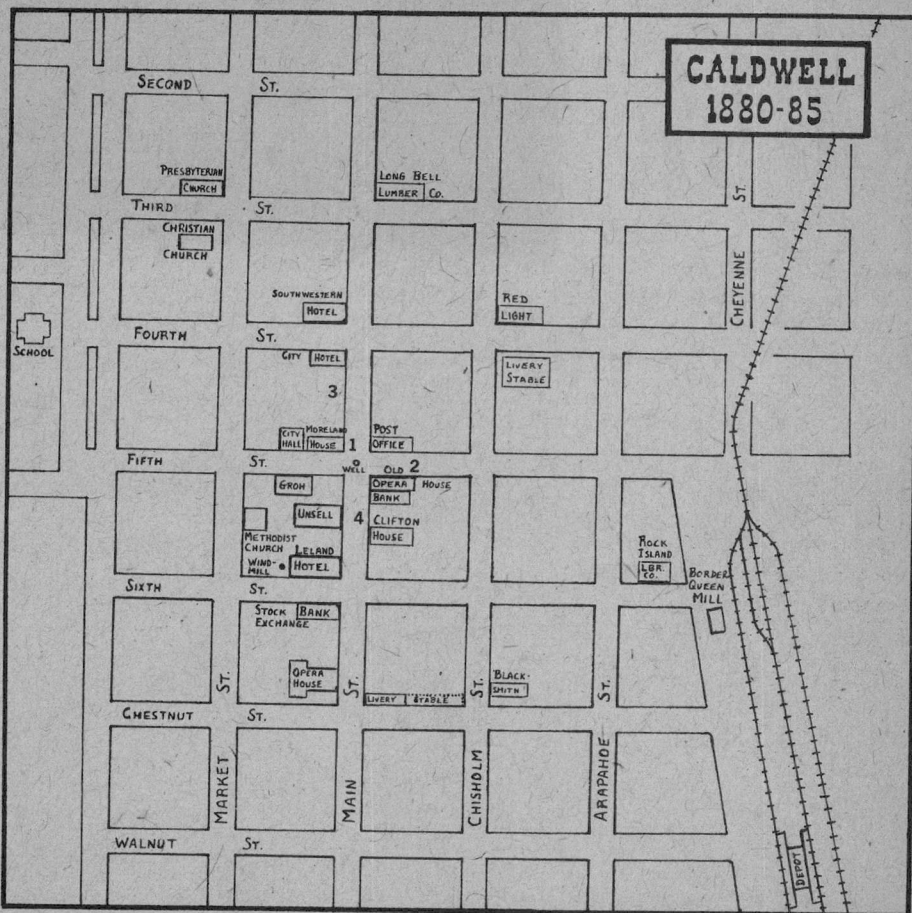 CALDWELL
1880-85
SECOND ST.
PRESBYTERIAN
CHURCH
LONG BELL
LUMBER Co.
THIRD ST.
ST.
CHEYENNE
CHRISTIAN
CHURCH
SOUTHWESTERN
HOTEL
RED
LIGHT
SCHOOL
FOURTH ST.
CITY HOTEL
LIVERY
STABLE
3
CITY
HALL
MORELAND
HOUSE
1
POST
OFFICE
FIFTH ST.
WELL
OLD 2
OPERA HOUSE
BANK
GROH
UNSELL
4
CLIFTON
HOUSE
METHODIST
CHURCH
LELAND
HOTEL
WIND-
MILL
ROCK
ISLAND
LBR.
CO.
BORDER
QUEEN
MILL
SIXTH ST.
STOCK BANK
EXCHANGE
OPERA
HOUSE
LIVERY STABLE
BLACK-
SMITH
ST.
ST.
ST.
ST.
CHESTNUT ST.
MARKET
MAIN
CHISHOLM
ARAPAHOE
WALNUT ST.
DEPOT